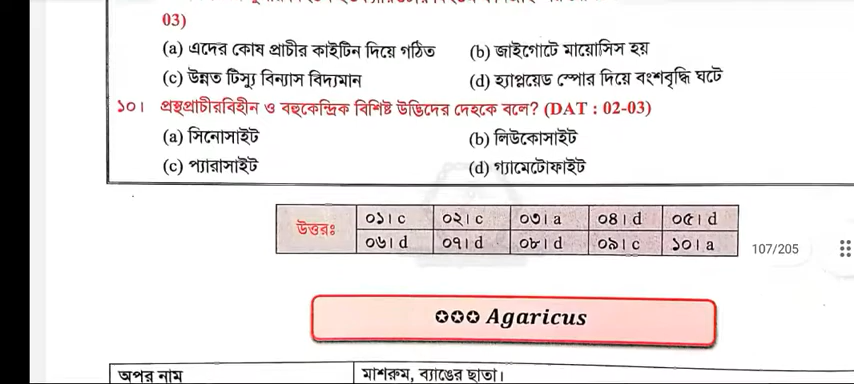 03)
(a) এদের কোষ প্রাচীর কাইটিন দিয়ে গঠিত (b) জাইগোটে মায়োসিস হয়
(c) উন্নত টিস্যু বিন্যাস বিদ্যমান (d) হ্যাপ্লয়েড স্পোর দিয়ে বংশবৃদ্ধি ঘটে
১০। প্রস্থপ্রাচীরবিহীন ও বহুকেন্দ্রিক বিশিষ্ট উদ্ভিদের দেহকে বলে? (DAT : 02-03)
(a) সিনোসাইট (b) লিউকোসাইট
(c) প্যারাসাইট (d) গ্যামেটোফাইট
উত্তরঃ ০১। c ০২। c ০৩। a ০৪। d ০৫। d
০৬। d ০৭। d ০৮। d ০৯। c ১০। a
107/205
✪✪✪ Agaricus
অপর নাম মাশরুম, ব্যাঙের ছাতা।